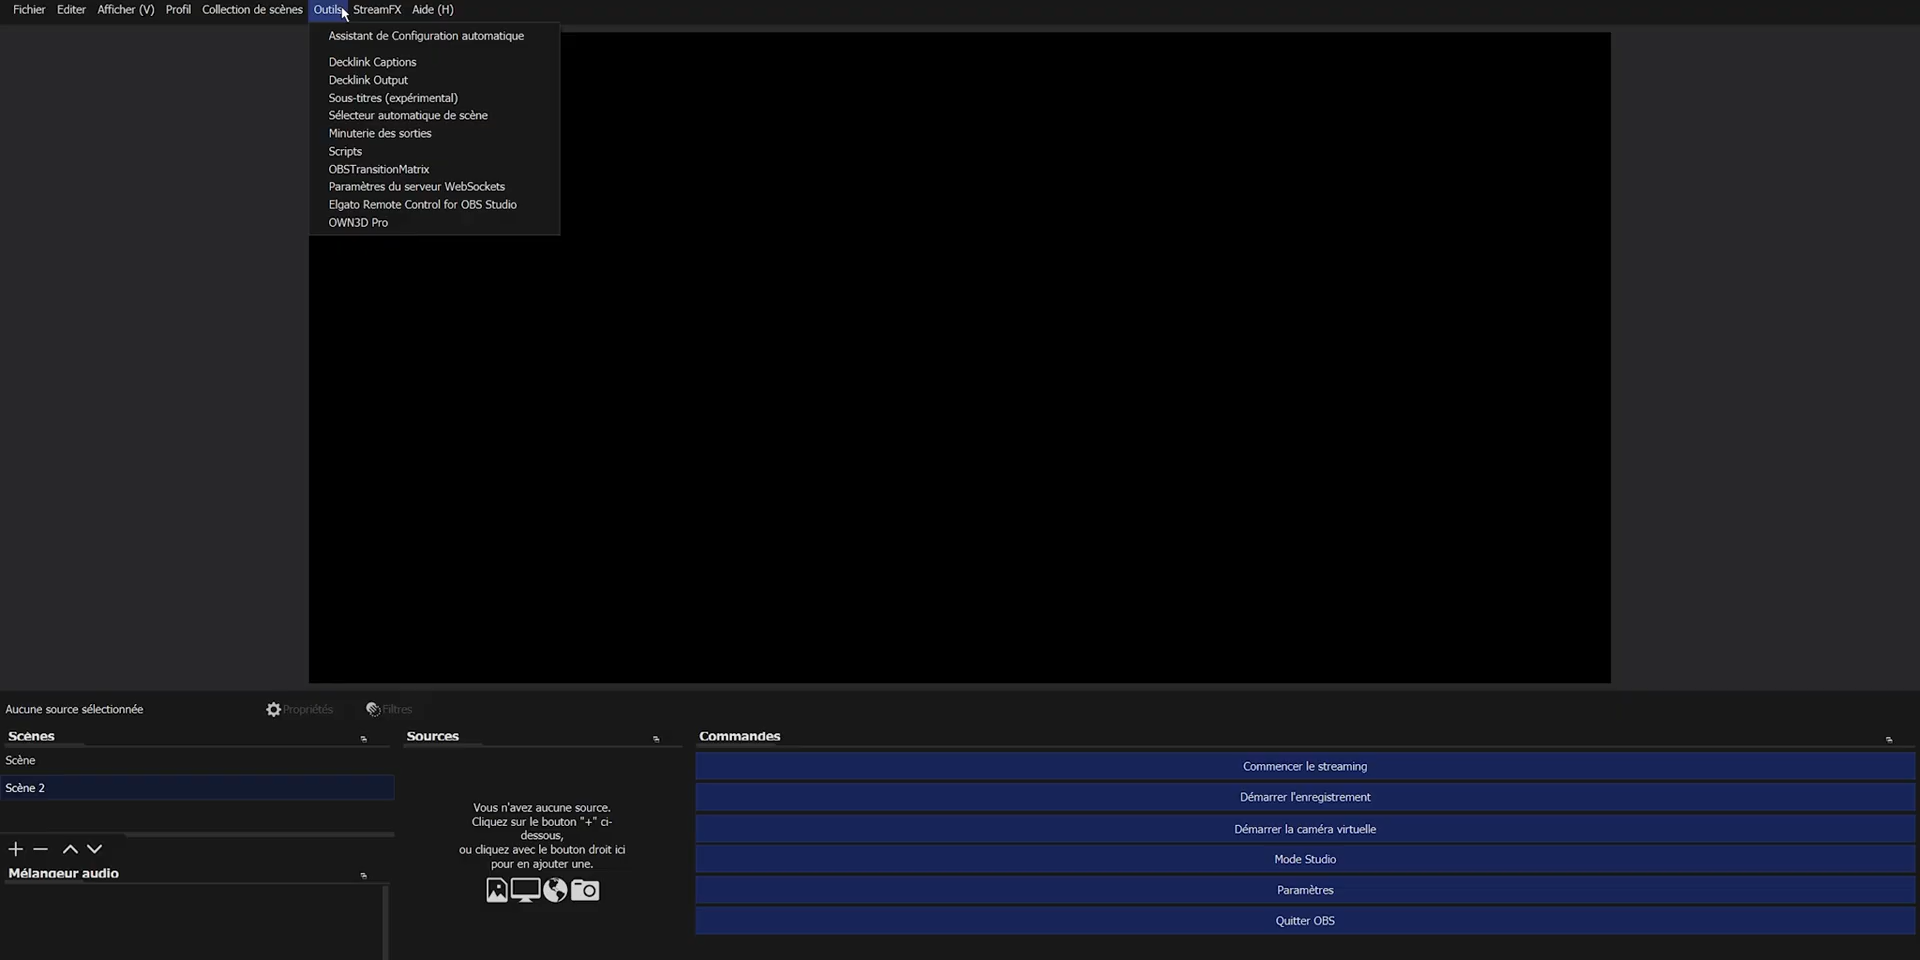 Fichier Editer Afficher (V) Profil Collection de scènes Outils StreamFX Aide (H)
Assistant de Configuration automatique
Decklink Captions
Decklink Output
Sous-titres (expérimental)
Sélecteur automatique de scène
Minuterie des sorties
Scripts
OBSTransitionMatrix
Paramètres du serveur WebSockets
Elgato Remote Control for OBS Studio
OWN3D Pro
Aucune source sélectionnée Propriétés Filtres
Scènes
Scène
Scène 2
Mélangeur audio
Sources
Vous n'avez aucune source.
Cliquez sur le bouton "+" ci-
dessous,
ou cliquez avec le bouton droit ici
pour en ajouter une.
Commandes
Commencer le streaming
Démarrer l'enregistrement
Démarrer la caméra virtuelle
Mode Studio
Paramètres
Quitter OBS